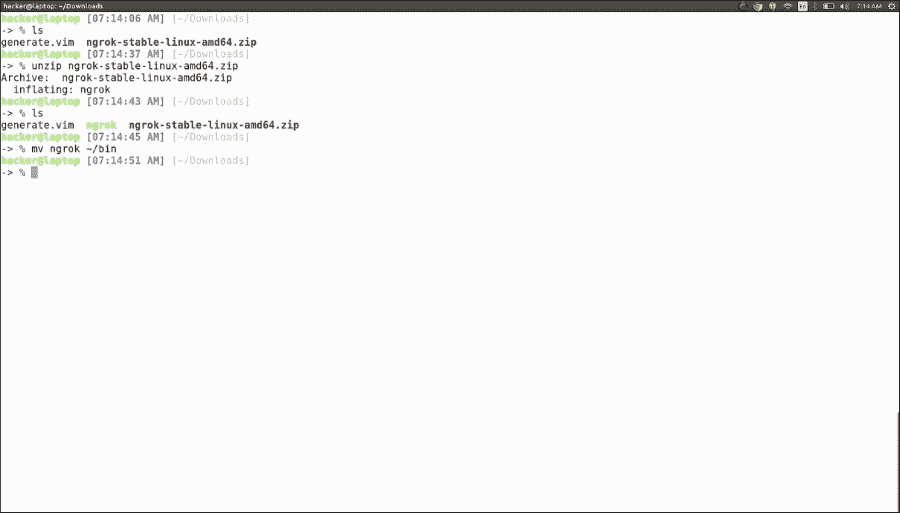 hacker@laptop: ~/Downloads En 7:14 AM
hacker@laptop [07:14:06 AM] [~/Downloads]
-> % ls
generate.vim  ngrok-stable-linux-amd64.zip
hacker@laptop [07:14:37 AM] [~/Downloads]
-> % unzip ngrok-stable-linux-amd64.zip
Archive:  ngrok-stable-linux-amd64.zip
  inflating: ngrok
hacker@laptop [07:14:43 AM] [~/Downloads]
-> % ls
generate.vim  ngrok  ngrok-stable-linux-amd64.zip
hacker@laptop [07:14:45 AM] [~/Downloads]
-> % mv ngrok ~/bin
hacker@laptop [07:14:51 AM] [~/Downloads]
-> %